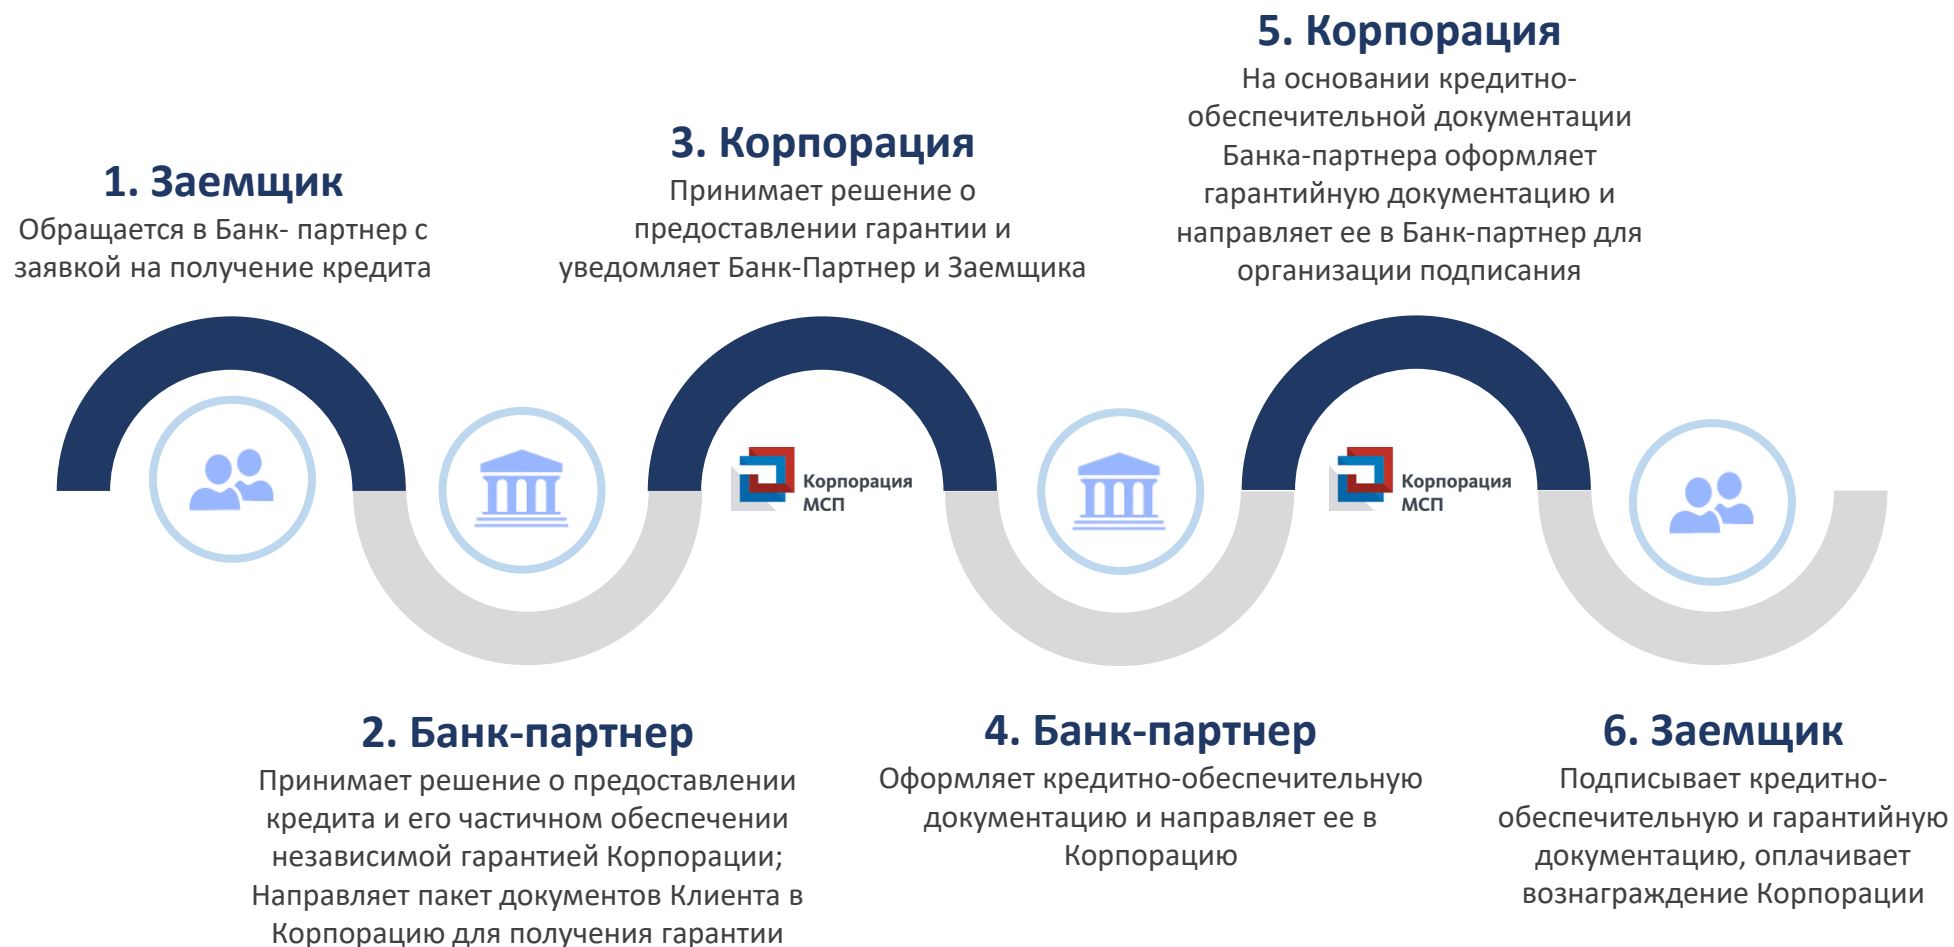 1. Заемщик
Обращается в Банк- партнер с
заявкой на получение кредита
2. Банк-партнер
Принимает решение о предоставлении
кредита и его частичном обеспечении
независимой гарантией Корпорации;
Направляет пакет документов Клиента в
Корпорацию для получения гарантии
3. Корпорация
Принимает решение о
предоставлении гарантии и
уведомляет Банк-Партнер и Заемщика
Корпорация
МСП
4. Банк-партнер
Оформляет кредитно-обеспечительную
документацию и направляет ее в
Корпорацию
5. Корпорация
На основании кредитно-
обеспечительной документации
Банка-партнера оформляет
гарантийную документацию и
направляет ее в Банк-партнер для
организации подписания
Корпорация
МСП
6. Заемщик
Подписывает кредитно-
обеспечительную и гарантийную
документацию, оплачивает
вознаграждение Корпорации